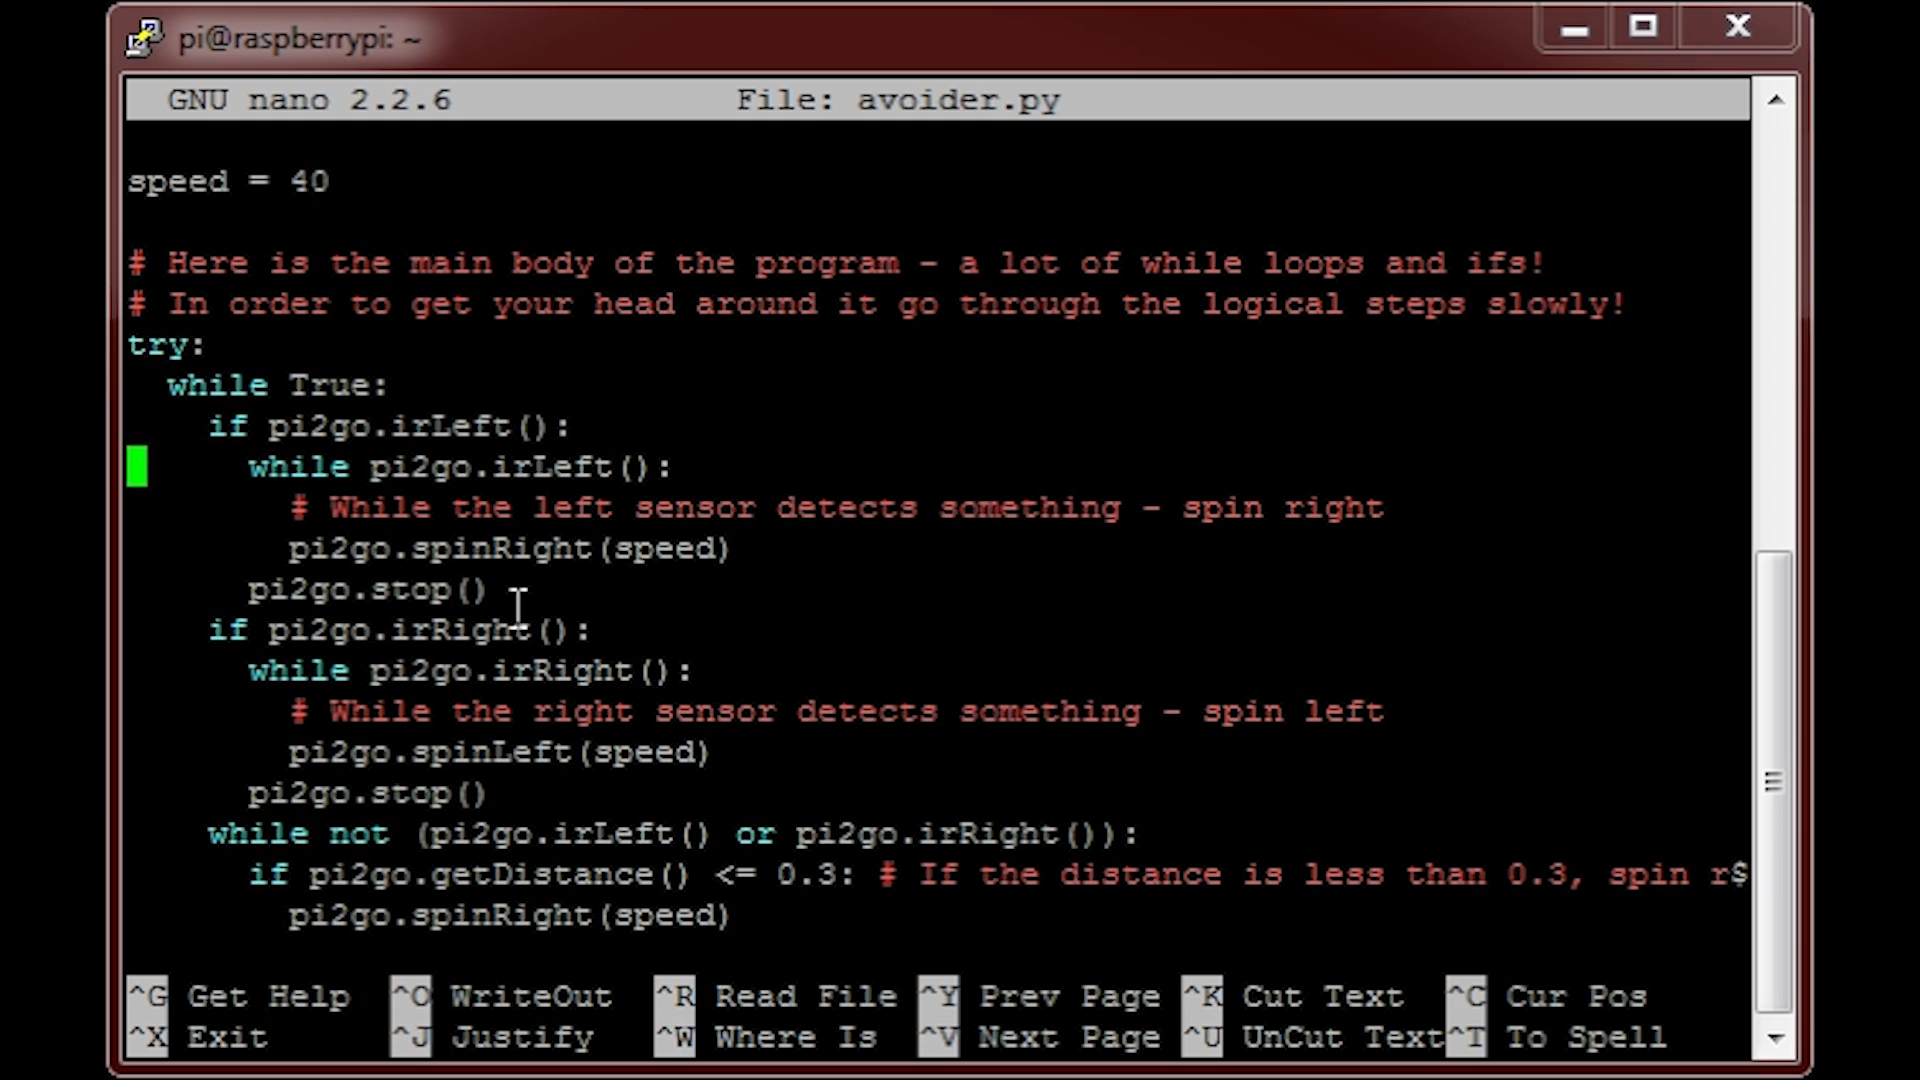 pi@raspberrypi: ~
GNU nano 2.2.6 File: avoider.py
speed = 40
# Here is the main body of the program - a lot of while loops and ifs!
# In order to get your head around it go through the logical steps slowly!
try:
  while True:
    if pi2go.irLeft():
      while pi2go.irLeft():
        # While the left sensor detects something - spin right
        pi2go.spinRight(speed)
      pi2go.stop()
    if pi2go.irRight():
      while pi2go.irRight():
        # While the right sensor detects something - spin left
        pi2go.spinLeft(speed)
      pi2go.stop()
    while not (pi2go.irLeft() or pi2go.irRight()):
      if pi2go.getDistance() <= 0.3: # If the distance is less than 0.3, spin r$
        pi2go.spinRight(speed)
^G Get Help ^O WriteOut ^R Read File ^Y Prev Page ^K Cut Text ^C Cur Pos
^X Exit ^J Justify ^W Where Is ^V Next Page ^U UnCut Text ^T To Spell